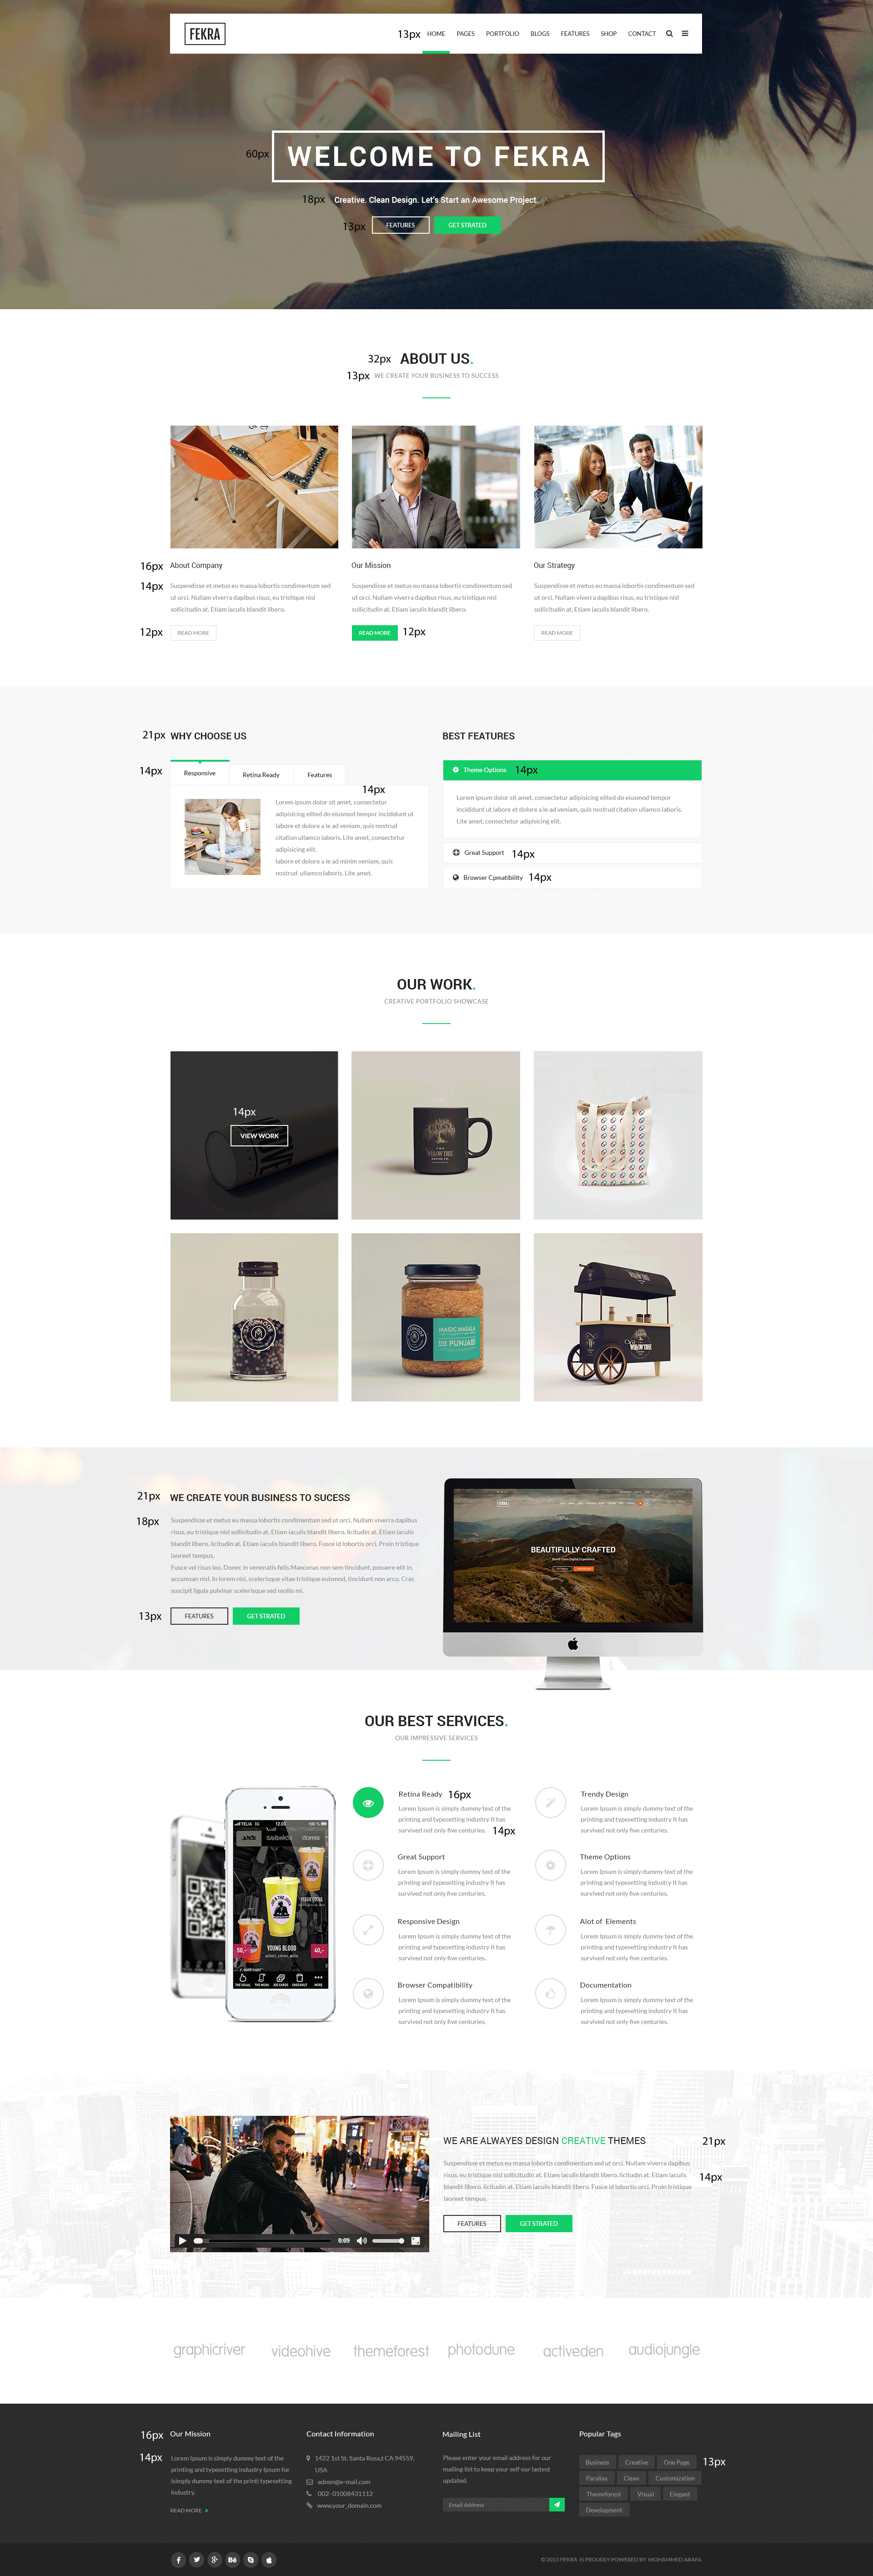 FEKRA
13px HOME PAGES PORTFOLIO BLOGS FEATURES SHOP CONTACT
60px WELCOME TO FEKRA
18px Creative. Clean Design. Let's Start an Awesome Project.
13px FEATURES GET STRATED
32px ABOUT US.
13px WE CREATE YOUR BUSINESS TO SUCCESS
16px About Company
14px Suspendisse et metus eu massa lobortis condimentum sed
ut orci. Nullam viverra dapibus risus, eu tristique nisl
sollicitudin at. Etiam iaculis blandit libero.
12px READ MORE
Our Mission
Suspendisse et metus eu massa lobortis condimentum sed
ut orci. Nullam viverra dapibus risus, eu tristique nisl
sollicitudin at. Etiam iaculis blandit libero.
READ MORE 12px
Our Strategy
Suspendisse et metus eu massa lobortis condimentum sed
ut orci. Nullam viverra dapibus risus, eu tristique nisl
sollicitudin at. Etiam iaculis blandit libero.
READ MORE
21px WHY CHOOSE US
14px Responsive Retina Ready Features
14px
Lorem ipsum dolor sit amet, consectetur
adipisicing elited do eiusmod tempor incididunt ut
labore et dolore a le ad veniam, quis nostrud
citation ullamco laboris. Lite amet, consectetur
adipisicing elit.
labore et dolore a le ad minim veniam, quis
nostrud ullamco laboris. Lite amet.
BEST FEATURES
Theme Options 14px
Lorem ipsum dolor sit amet, consectetur adipisicing elited do eiusmod tempor
incididunt ut labore et dolore a le ad veniam, quis nostrud citation ullamco laboris.
Lite amet, consectetur adipisicing elit.
Great Support 14px
Browser Cpmatibility 14px
OUR WORK.
CREATIVE PORTFOLIO SHOWCASE
14px
VIEW WORK
THE
WILLOW TREE
MAGIC MASALA
THE PUNJABI
WILLOW TREE
21px WE CREATE YOUR BUSINESS TO SUCESS
18px Suspendisse et metus eu massa lobortis condimentum sed ut orci. Nullam viverra dapibus
risus, eu tristique nisl sollicitudin at. Etiam iaculis blandit libero. licitudin at. Etiam iaculis
blandit libero. licitudin at. Etiam iaculis blandit libero. Fusce id lobortis orci. Proin tristique
laoreet tempus.
Fusce vel risus leo. Donec in venenatis felis.Maecenas non sem tincidunt, posuere elit in,
accumsan nisl. In lorem nisi, scelerisque vitae tristique euismod, tincidunt non arcu. Cras
suscipit ligula pulvinar scelerisque sed mollis mi.
13px FEATURES GET STRATED
BEAUTIFULLY CRAFTED
OUR BEST SERVICES.
OUR IMPRESSIVE SERVICES
TELIA 3G 12.03 100 %
YOUNG BLOOD
50,- 40,-
Retina Ready 16px
Lorem Ipsum is simply dummy text of the
printing and typesetting industry It has
survived not only five centuries. 14px
Trendy Design
Lorem Ipsum is simply dummy text of the
printing and typesetting industry It has
survived not only five centuries.
Great Support
Lorem Ipsum is simply dummy text of the
printing and typesetting industry It has
survived not only five centuries.
Theme Options
Lorem Ipsum is simply dummy text of the
printing and typesetting industry It has
survived not only five centuries.
Responsive Design
Lorem Ipsum is simply dummy text of the
printing and typesetting industry It has
survived not only five centuries.
Alot of Elements
Lorem Ipsum is simply dummy text of the
printing and typesetting industry It has
survived not only five centuries.
Browser Compatibility
Lorem Ipsum is simply dummy text of the
printing and typesetting industry It has
survived not only five centuries.
Documentation
Lorem Ipsum is simply dummy text of the
printing and typesetting industry It has
survived not only five centuries.
0:09
WE ARE ALWAYES DESIGN CREATIVE THEMES 21px
Suspendisse et metus eu massa lobortis condimentum sed ut orci. Nullam viverra dapibus
risus, eu tristique nisl sollicitudin at. Etiam iaculis blandit libero. licitudin at. Etiam iaculis 14px
blandit libero. licitudin at. Etiam iaculis blandit libero. Fusce id lobortis orci. Proin tristique
laoreet tempus.
FEATURES GET STRATED
graphicriver videohive themeforest photodune activeden audiojungle
16px Our Mission
14px Lorem Ipsum is simply dummy text of the
printing and typesetting industry Ipsum for
isimply dummy text of the printi typesetting
industry.
READ MORE
Contact Information
1422 1st St. Santa Rosa,t CA 94559.
USA
admin@e-mail.com
002- 01008431112
www.your_domain.com
Mailing List
Please enter your email address for our
mailing list to keep your self our lastest
updated.
Email Address
Popular Tags
Business Creative One Page 13px
Parallax Clean Customization
Themeforest Visual Elegant
Development
© 2015 FEKRA IS PROUDLY POWERED BY MOHAMMED ARAFA